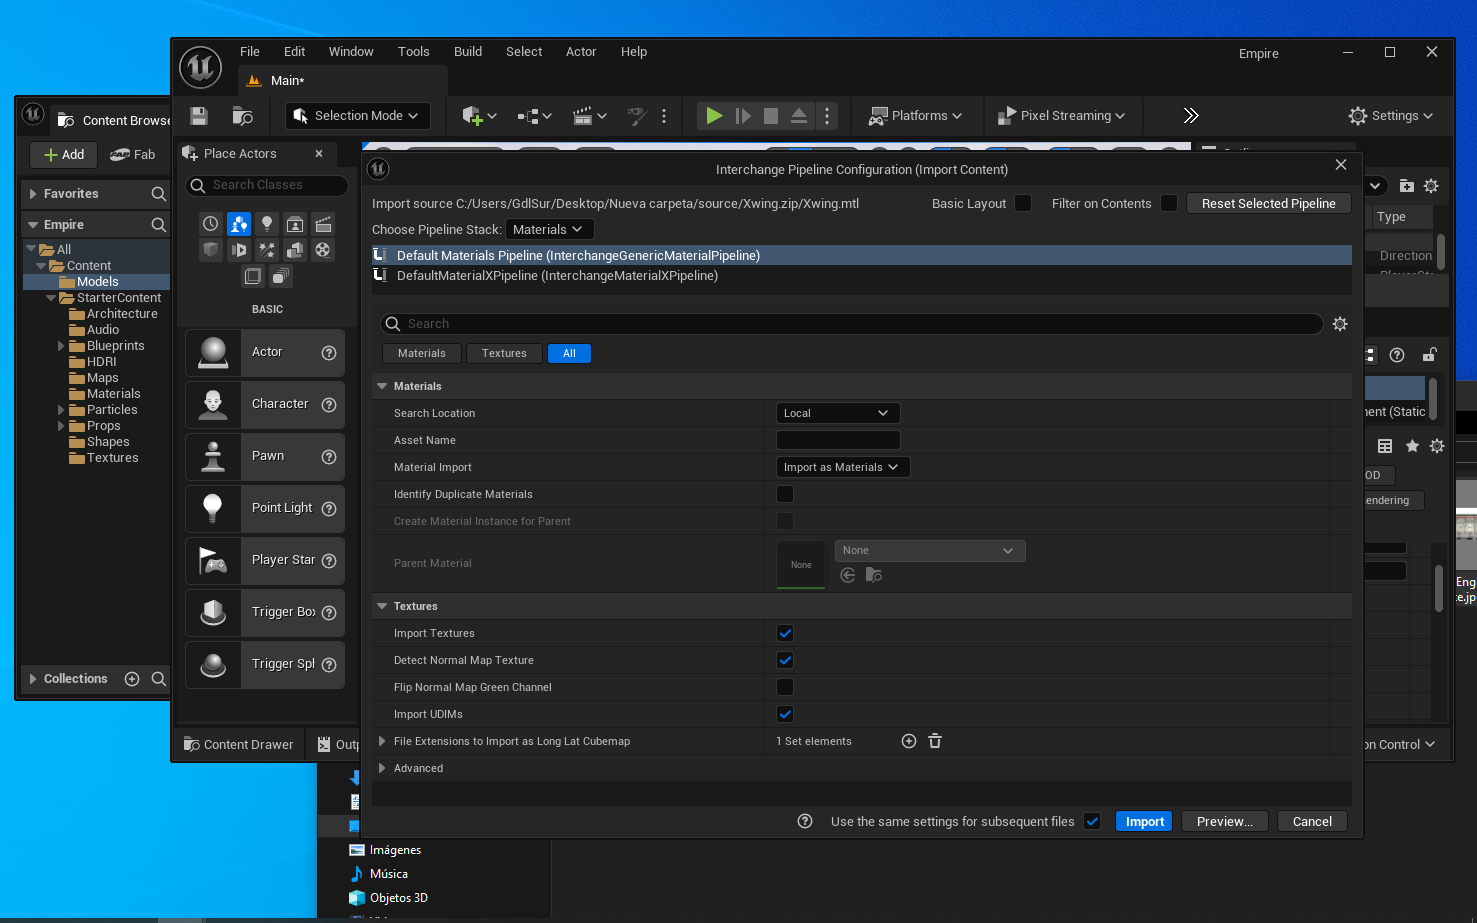 File Edit Window Tools Build Select Actor Help
Empire
Main*
Selection Mode
Platforms
Pixel Streaming
Settings
Content Browse
Add
Fab
Favorites
Empire
All
Content
Models
StarterContent
Architecture
Audio
Blueprints
HDRI
Maps
Materials
Particles
Props
Shapes
Textures
Collections
Place Actors
Search Classes
BASIC
Actor
Character
Pawn
Point Light
Player Star
Trigger Box
Trigger Sph
Content Drawer
Outp
Interchange Pipeline Configuration (Import Content)
Import source C:/Users/GdlSur/Desktop/Nueva carpeta/source/Xwing.zip/Xwing.mtl
Basic Layout
Filter on Contents
Reset Selected Pipeline
Choose Pipeline Stack: Materials
Default Materials Pipeline (InterchangeGenericMaterialPipeline)
DefaultMaterialXPipeline (InterchangeMaterialXPipeline)
Search
Materials Textures All
Materials
Search Location Local
Asset Name
Material Import Import as Materials
Identify Duplicate Materials
Create Material Instance for Parent
Parent Material None None
Textures
Import Textures
Detect Normal Map Texture
Flip Normal Map Green Channel
Import UDIMs
File Extensions to Import as Long Lat Cubemap 1 Set elements
Advanced
Use the same settings for subsequent files
Import Preview... Cancel
Type
Direction
nent (Static
OD
endering
on Control
Eng
te.jp
Imágenes
Música
Objetos 3D